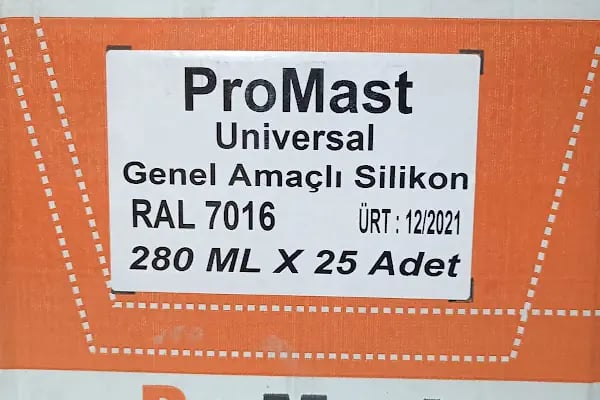 ProMast
Universal
Genel Amaçlı Silikon
RAL 7016 ÜRT : 12/2021
280 ML X 25 Adet